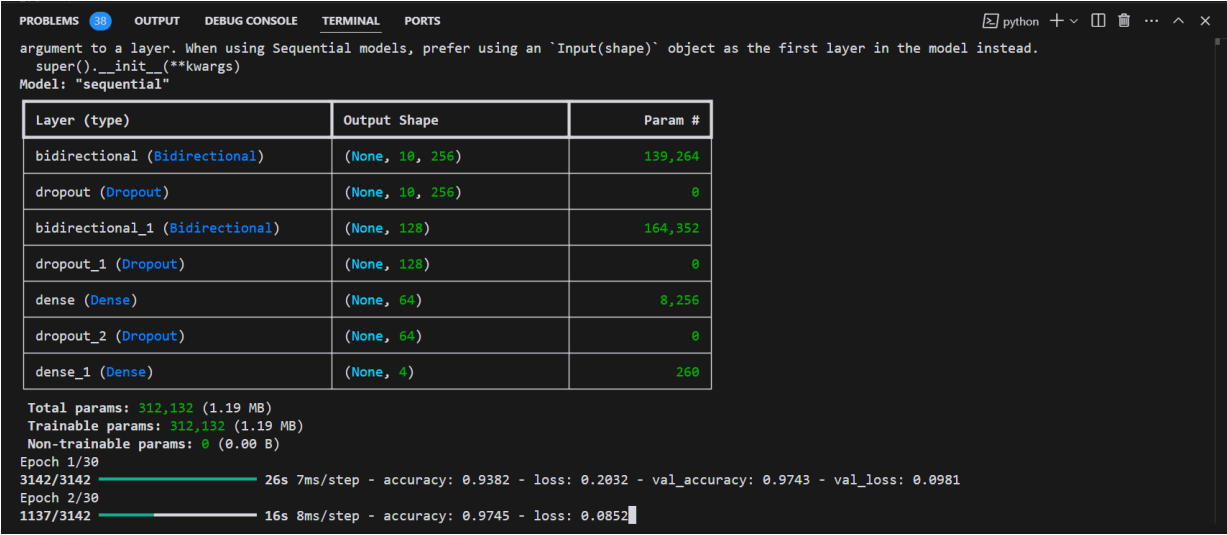 PROBLEMS 38 OUTPUT DEBUG CONSOLE TERMINAL PORTS python
argument to a layer. When using Sequential models, prefer using an `Input(shape)` object as the first layer in the model instead.
super().__init__(**kwargs)
Model: "sequential"
Layer (type) Output Shape Param #
bidirectional (Bidirectional) (None, 10, 256) 139,264
dropout (Dropout) (None, 10, 256) 0
bidirectional_1 (Bidirectional) (None, 128) 164,352
dropout_1 (Dropout) (None, 128) 0
dense (Dense) (None, 64) 8,256
dropout_2 (Dropout) (None, 64) 0
dense_1 (Dense) (None, 4) 260
Total params: 312,132 (1.19 MB)
Trainable params: 312,132 (1.19 MB)
Non-trainable params: 0 (0.00 B)
Epoch 1/30
3142/3142 26s 7ms/step - accuracy: 0.9382 - loss: 0.2032 - val_accuracy: 0.9743 - val_loss: 0.0981
Epoch 2/30
1137/3142 16s 8ms/step - accuracy: 0.9745 - loss: 0.0852